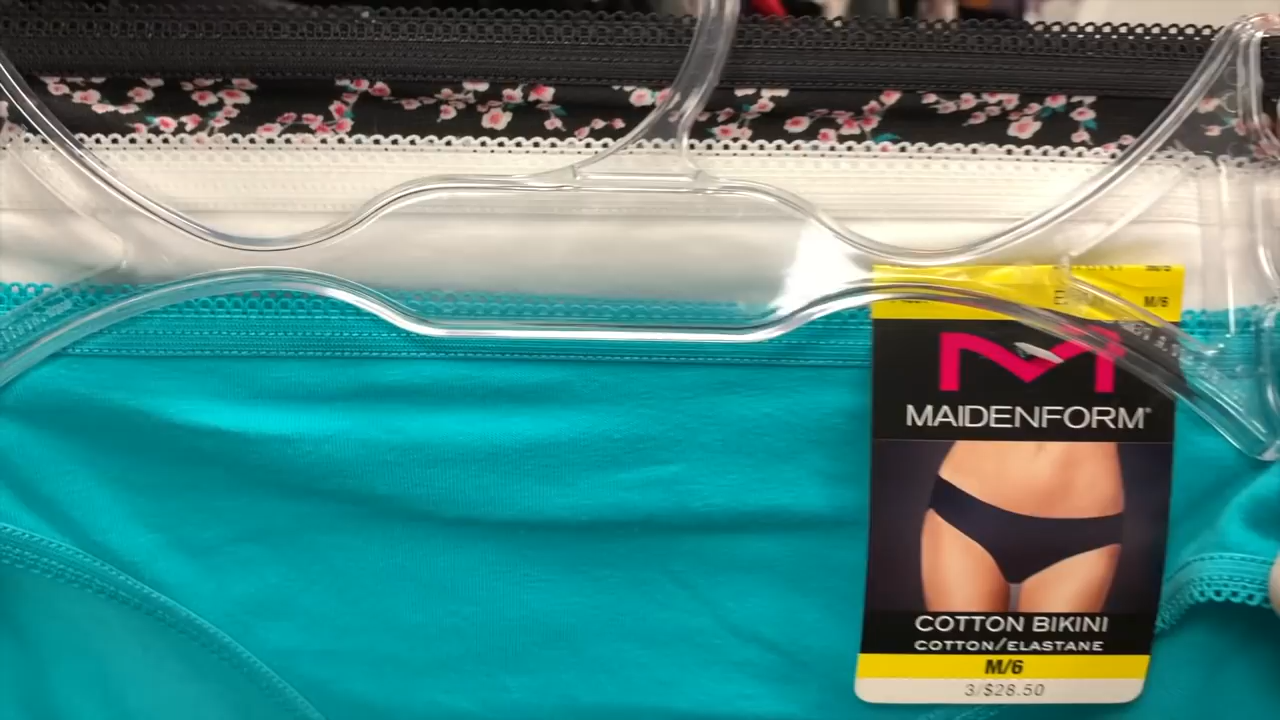 M/6
MAIDENFORM
COTTON BIKINI
COTTON/ELASTANE
M/6
3/$28.50